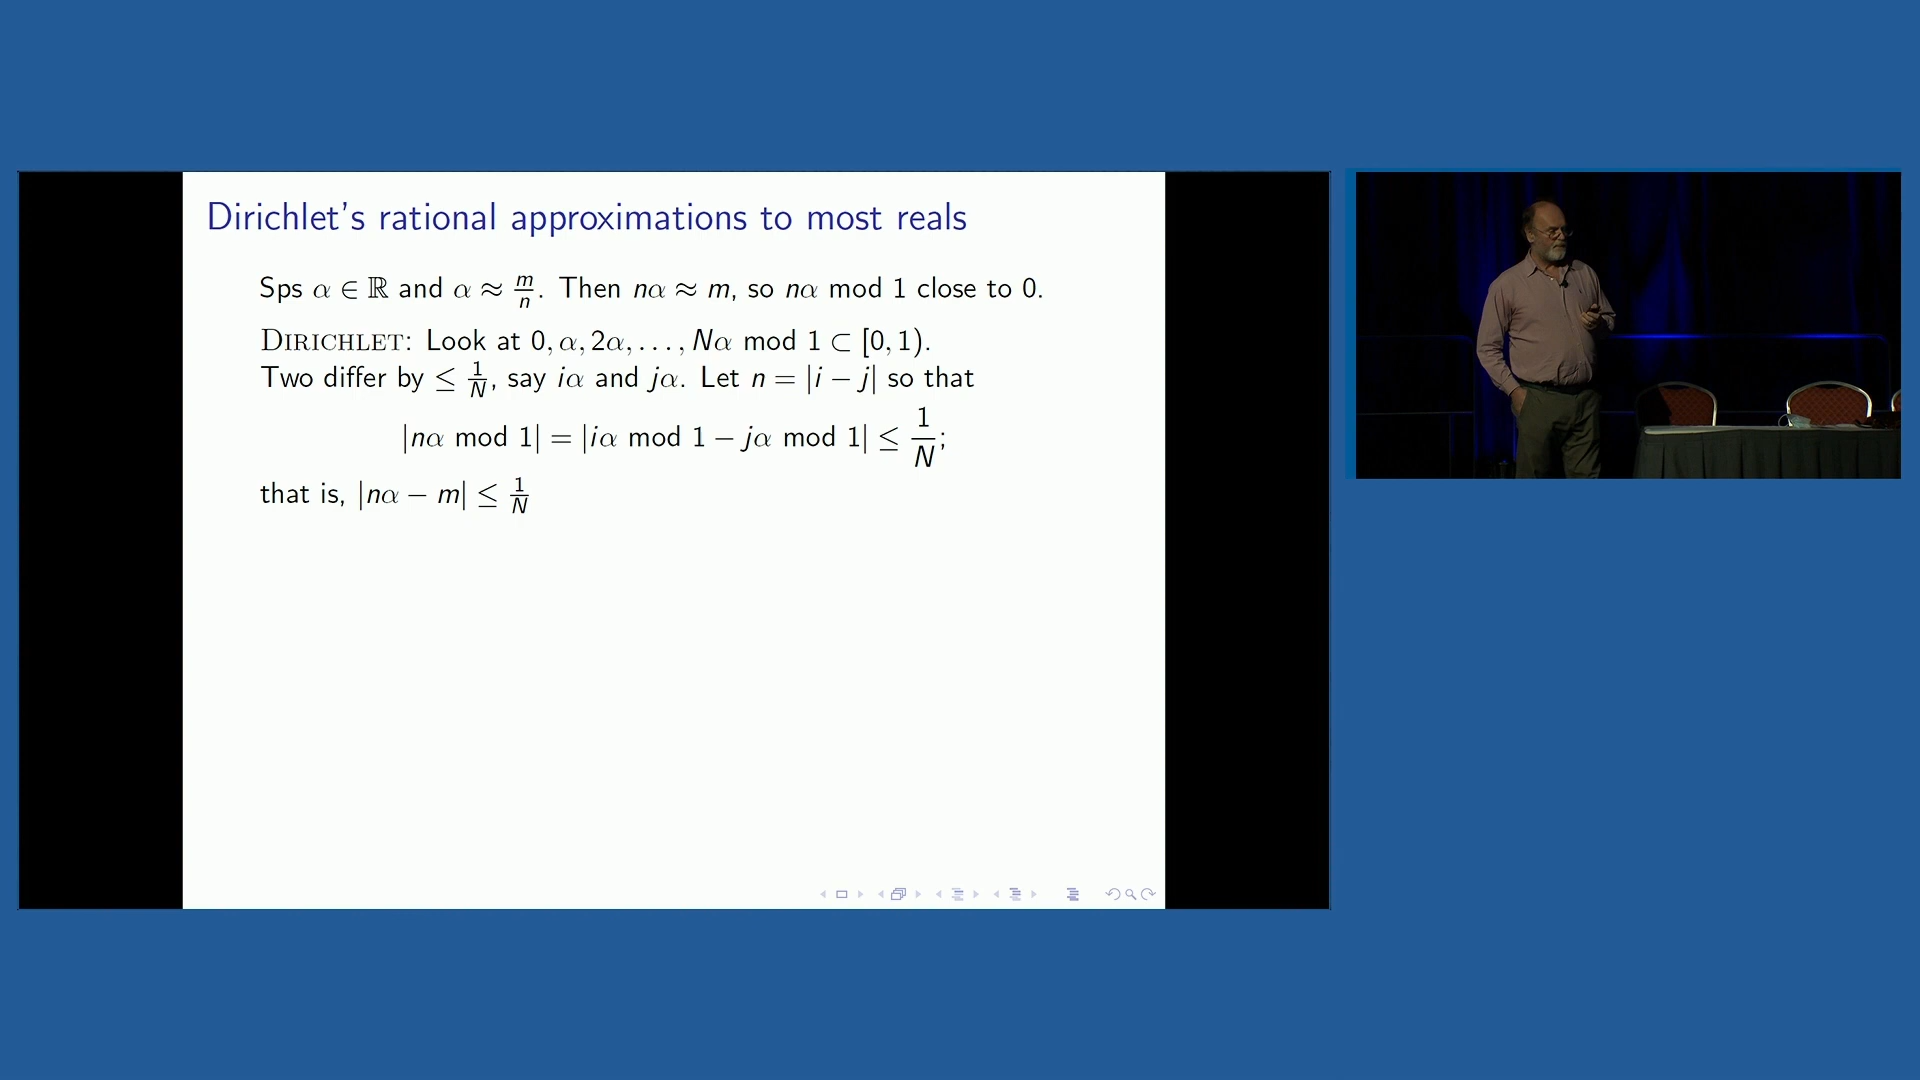 Dirichlet's rational approximations to most reals
Sps α ∈ ℝ and α ≈ m/n. Then nα ≈ m, so nα mod 1 close to 0.
DIRICHLET: Look at 0, α, 2α, . . . , Nα mod 1 ⊂ [0, 1).
Two differ by ≤ 1/N, say iα and jα. Let n = |i − j| so that
|nα mod 1| = |iα mod 1 − jα mod 1| ≤ 1/N;
that is, |nα − m| ≤ 1/N